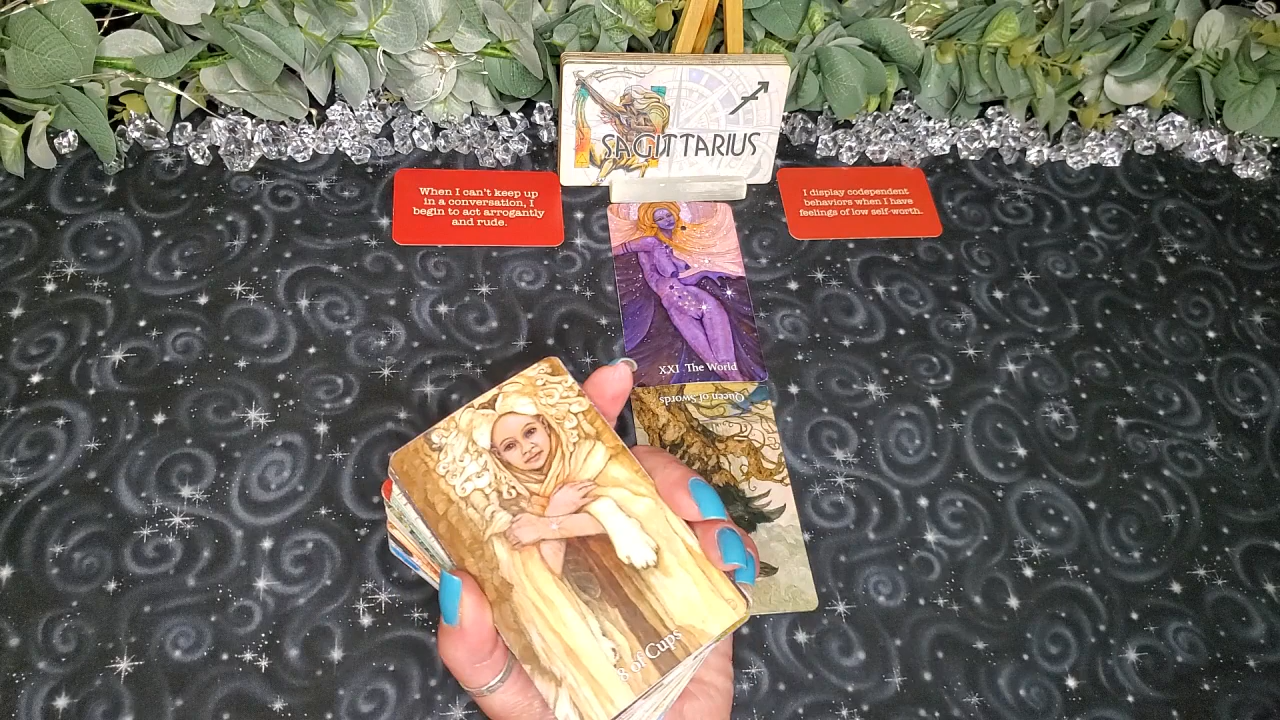 SAGITTARIUS
When I can't keep up
in a conversation, I
begin to act arrogantly
and rude.
I display codependent
behaviors when I have
feelings of low self-worth.
XXI The World
Queen of Swords
8 of Cups